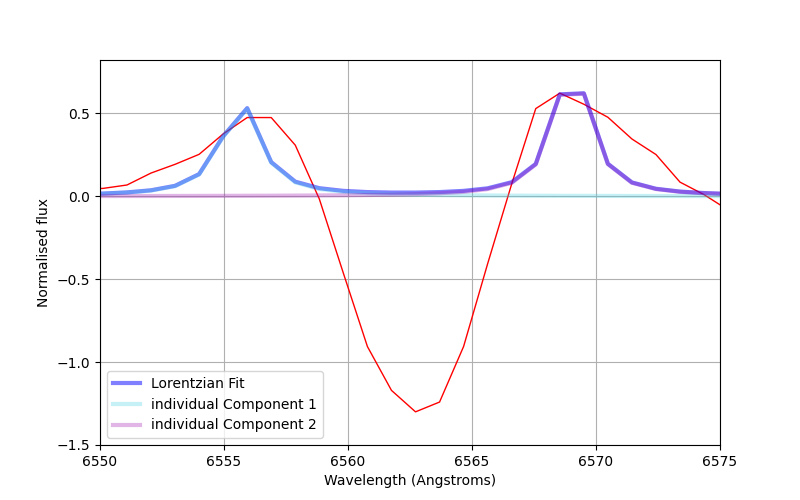 0.5
0.0
−0.5
−1.0
−1.5
Normalised flux
Lorentzian Fit
individual Component 1
individual Component 2
6550 6555 6560 6565 6570 6575
Wavelength (Angstroms)